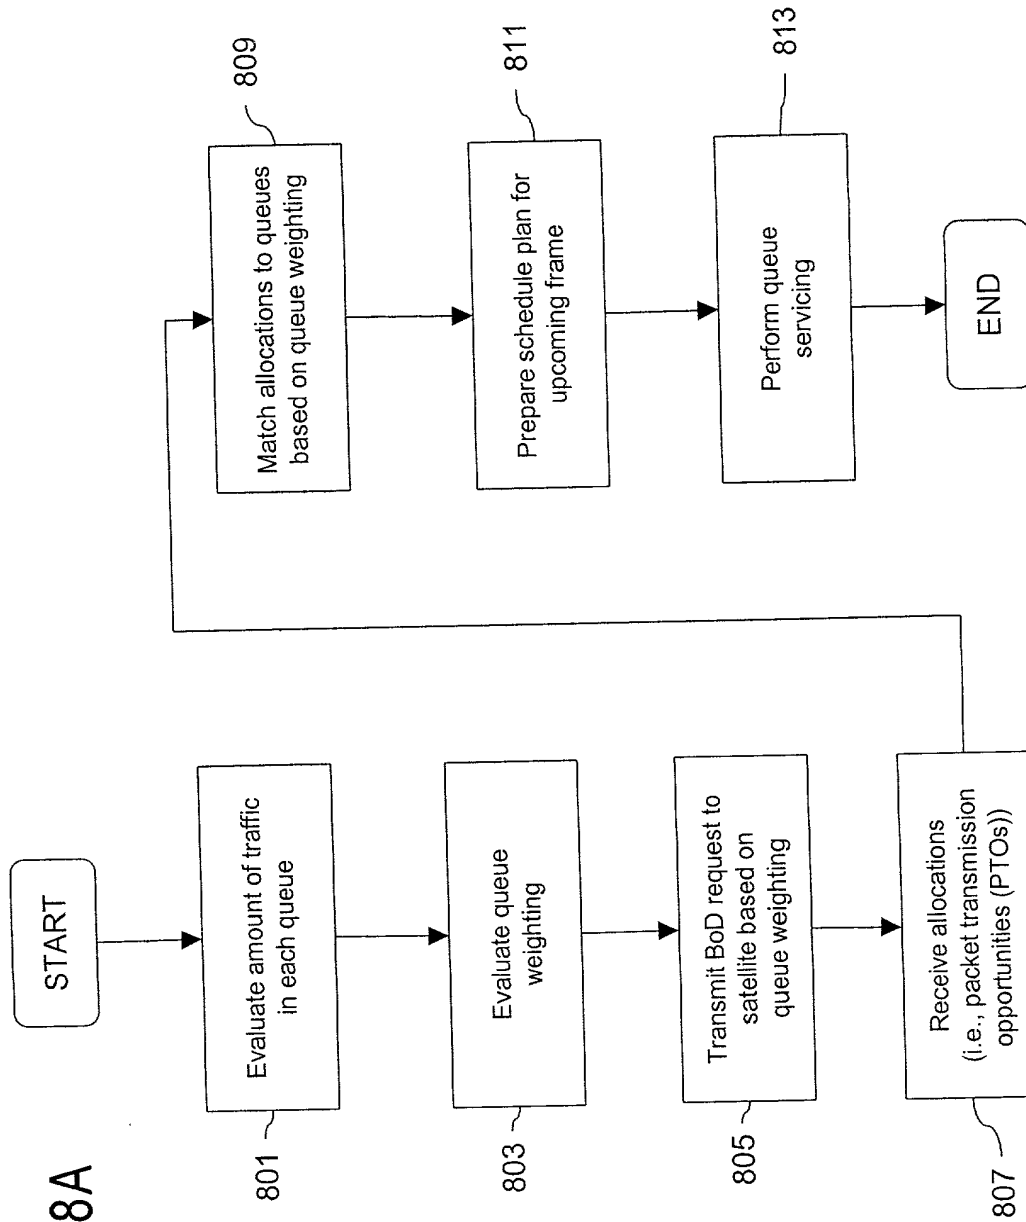 8A
START
Evaluate amount of traffic
in each queue
801
Evaluate queue
weighting
803
Transmit BoD request to
satellite based on
queue weighting
805
Receive allocations
(i.e., packet transmission
opportunities (PTOs))
807
Match allocations to queues
based on queue weighting
809
Prepare schedule plan for
upcoming frame
811
Perform queue
servicing
813
END